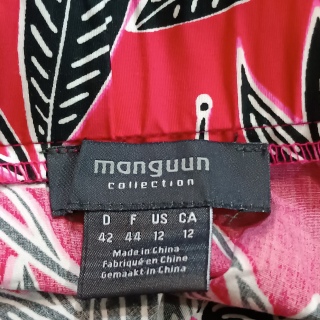 manguun
collection
D F US CA
42 44 12 12
Made in China
Fabriqué en Chine
Gemaakt in China